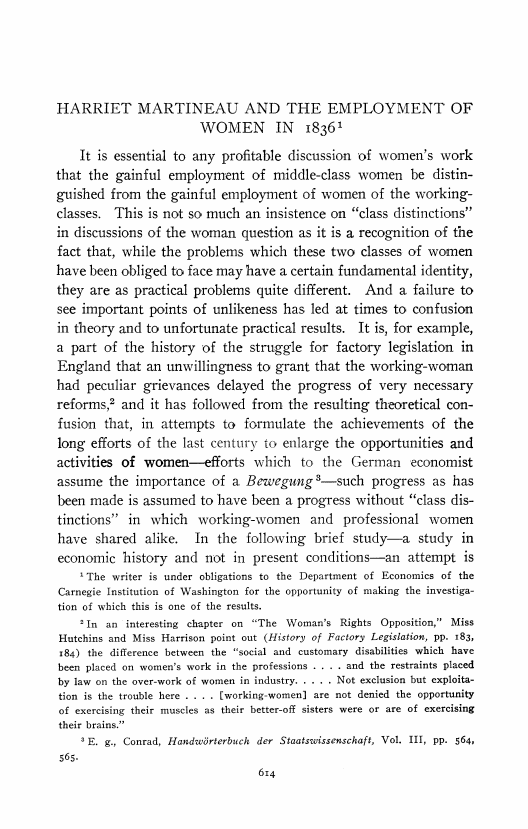 HARRIET MARTINEAU AND THE EMPLOYMENT OF
WOMEN IN 1836¹
It is essential to any profitable discussion of women's work
that the gainful employment of middle-class women be distin-
guished from the gainful employment of women of the working-
classes. This is not so much an insistence on “class distinctions”
in discussions of the woman question as it is a recognition of the
fact that, while the problems which these two classes of women
have been obliged to face may have a certain fundamental identity,
they are as practical problems quite different. And a failure to
see important points of unlikeness has led at times to confusion
in theory and to unfortunate practical results. It is, for example,
a part of the history of the struggle for factory legislation in
England that an unwillingness to grant that the working-woman
had peculiar grievances delayed the progress of very necessary
reforms,² and it has followed from the resulting theoretical con-
fusion that, in attempts to formulate the achievements of the
long efforts of the last century to enlarge the opportunities and
activities of women—efforts which to the German economist
assume the importance of a Bewegung³—such progress as has
been made is assumed to have been a progress without “class dis-
tinctions” in which working-women and professional women
have shared alike. In the following brief study—a study in
economic history and not in present conditions—an attempt is
¹ The writer is under obligations to the Department of Economics of the
Carnegie Institution of Washington for the opportunity of making the investiga-
tion of which this is one of the results.
² In an interesting chapter on “The Woman's Rights Opposition,” Miss
Hutchins and Miss Harrison point out (History of Factory Legislation, pp. 183,
184) the difference between the “social and customary disabilities which have
been placed on women's work in the professions . . . . and the restraints placed
by law on the over-work of women in industry. . . . . Not exclusion but exploita-
tion is the trouble here . . . . [working-women] are not denied the opportunity
of exercising their muscles as their better-off sisters were or are of exercising
their brains.”
³ E. g., Conrad, Handwörterbuch der Staatswissenschaft, Vol. III, pp. 564,
565.
614